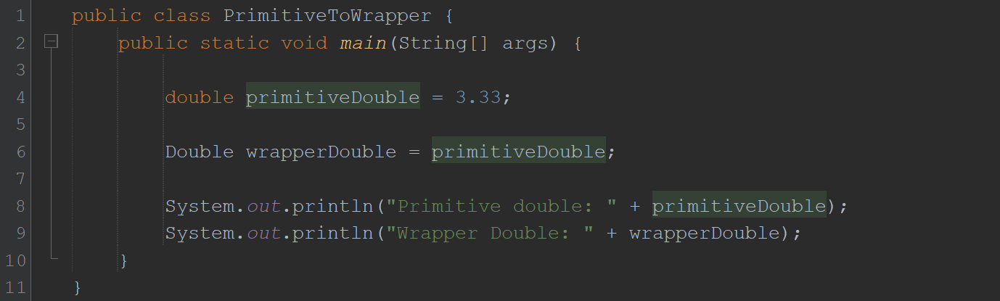 1 public class PrimitiveToWrapper {
2 public static void main(String[] args) {
3
4 double primitiveDouble = 3.33;
5
6 Double wrapperDouble = primitiveDouble;
7
8 System.out.println("Primitive double: " + primitiveDouble);
9 System.out.println("Wrapper Double: " + wrapperDouble);
10 }
11 }